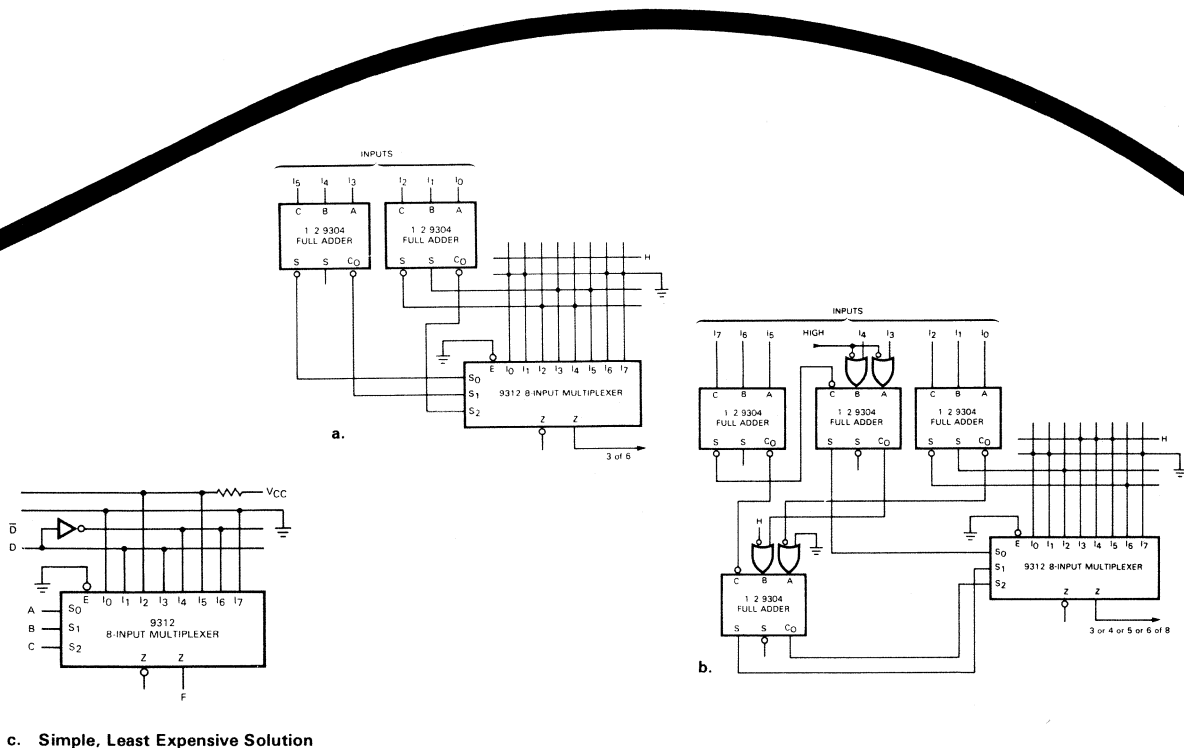 INPUTS
I5 I4 I3 I2 I1 I0
C B A C B A
1 2 9304 FULL ADDER
1 2 9304 FULL ADDER
S S CO S S CO
H
E I0 I1 I2 I3 I4 I5 I6 I7
S0
S1
S2
9312 8-INPUT MULTIPLEXER
Z Z
3 of 6
a.
INPUTS
I7 I6 I5 HIGH I4 I3 I2 I1 I0
C B A C B A C B A
1 2 9304 FULL ADDER
1 2 9304 FULL ADDER
1 2 9304 FULL ADDER
S S CO S S CO S S CO
H
H
E I0 I1 I2 I3 I4 I5 I6 I7
S0
S1
S2
9312 8-INPUT MULTIPLEXER
Z Z
3 or 4 or 5 or 6 of 8
C B A
1 2 9304
FULL ADDER
S S CO
b.
VCC
D̅
D
E I0 I1 I2 I3 I4 I5 I6 I7
A S0
B S1
C S2
9312
8-INPUT MULTIPLEXER
Z Z
F
c. Simple, Least Expensive Solution